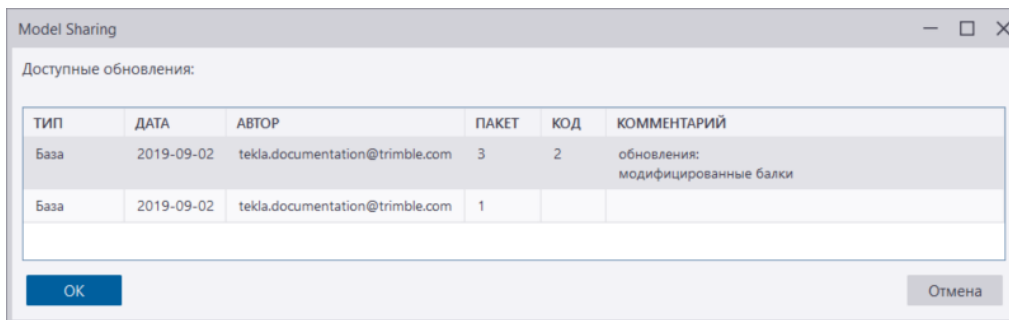 Model Sharing
Доступные обновления:
ТИП ДАТА АВТОР ПАКЕТ КОД КОММЕНТАРИЙ
База 2019-09-02 tekla.documentation@trimble.com 3 2 обновления:
модифицированные балки
База 2019-09-02 tekla.documentation@trimble.com 1
ОК Отмена